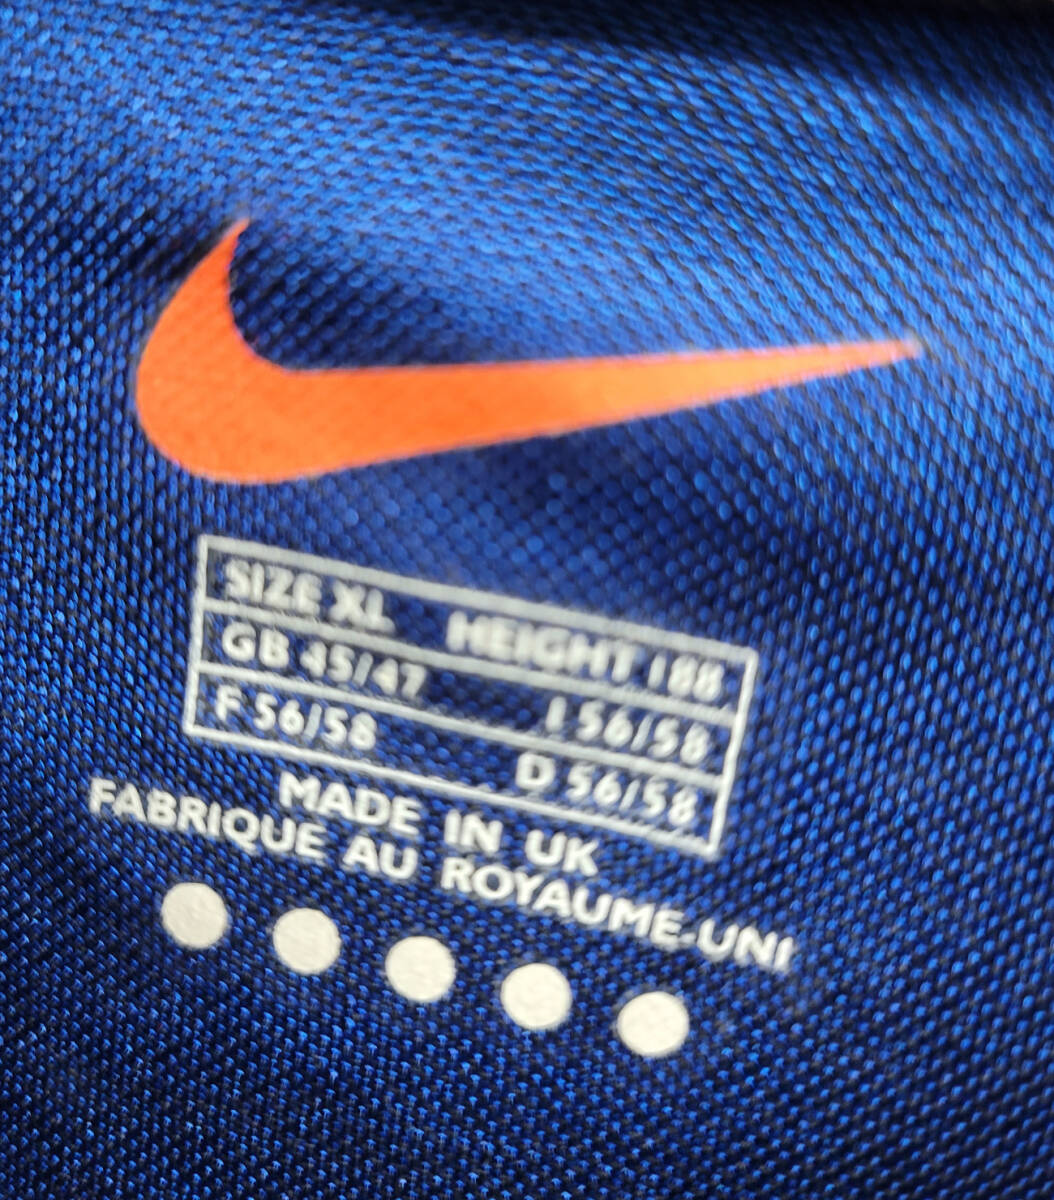 SIZE XL HEIGHT 188
GB 45/47 I 56/58
F 56/58 D 56/58
MADE IN UK
FABRIQUE AU ROYAUME-UNI